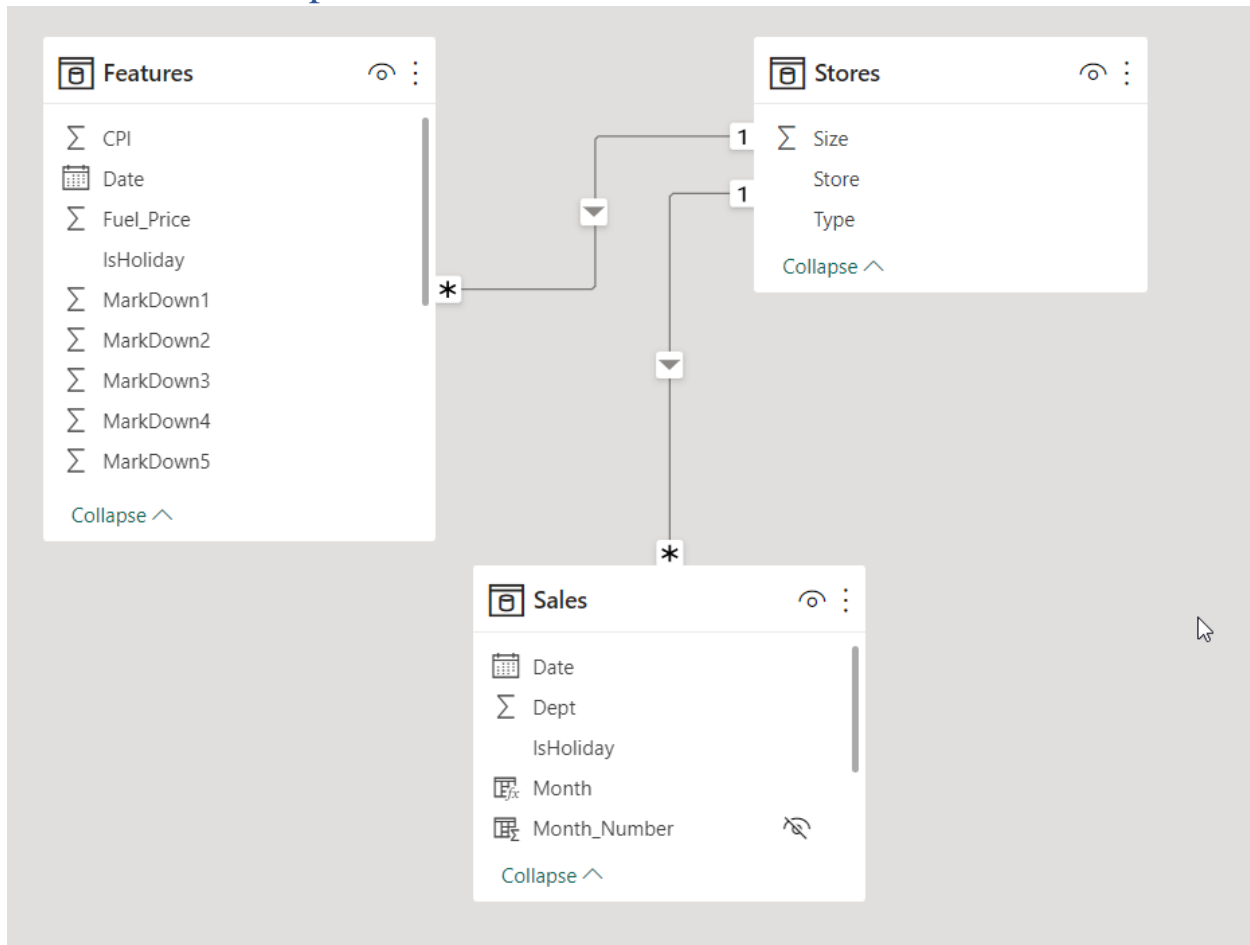 Features
CPI
Date
Fuel_Price
IsHoliday
MarkDown1
MarkDown2
MarkDown3
MarkDown4
MarkDown5
Collapse
Stores
Size
Store
Type
Collapse
1
1
*
*
Sales
Date
Dept
IsHoliday
Month
Month_Number
Collapse